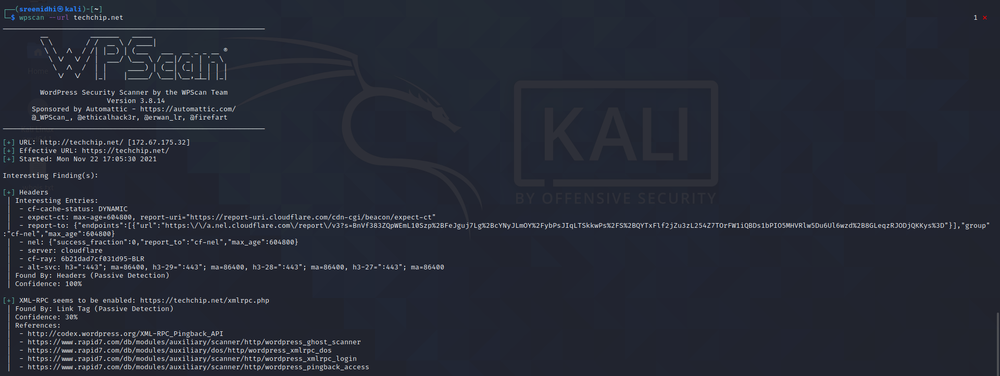 ┌──(sreenidhi㉿kali)-[~]
└─$ wpscan --url techchip.net
1 ⨯
_______________________________________________________________
         __          _______   _____
         \ \        / /  __ \ / ____|
          \ \  /\  / /| |__) | (___   ___  __ _ _ __ ®
           \ \/  \/ / |  ___/ \___ \ / __|/ _` | '_ \
            \  /\  /  | |     ____) | (__| (_| | | | |
             \/  \/   |_|    |_____/ \___|\__,_|_| |_|
WordPress Security Scanner by the WPScan Team
Version 3.8.14
Sponsored by Automattic - https://automattic.com/
@_WPScan_, @ethicalhack3r, @erwan_lr, @firefart
_______________________________________________________________
[+] URL: http://techchip.net/ [172.67.175.32]
[+] Effective URL: https://techchip.net/
[+] Started: Mon Nov 22 17:05:30 2021
Interesting Finding(s):
[+] Headers
| Interesting Entries:
|  - cf-cache-status: DYNAMIC
|  - expect-ct: max-age=604800, report-uri="https://report-uri.cloudflare.com/cdn-cgi/beacon/expect-ct"
|  - report-to: {"endpoints":[{"url":"https:\/\/a.nel.cloudflare.com\/report\/v3?s=BnVf383ZQpWEmL10Szp%2BFeJguj7Lg%2BcYNyJLmOY%2FybPsJIqLTSkkwPs%2FS%2BQYTxFlf2jZu3zL254Z7TOrFW1iQBDs1bPIO5MHVRlw5Du6Ul6wzd%2B8GLeqzRJODjQKKys%3D"}],"group"
:"cf-nel","max_age":604800}
|  - nel: {"success_fraction":0,"report_to":"cf-nel","max_age":604800}
|  - server: cloudflare
|  - cf-ray: 6b21dad7cf031d95-BLR
|  - alt-svc: h3=":443"; ma=86400, h3-29=":443"; ma=86400, h3-28=":443"; ma=86400, h3-27=":443"; ma=86400
| Found By: Headers (Passive Detection)
| Confidence: 100%
[+] XML-RPC seems to be enabled: https://techchip.net/xmlrpc.php
| Found By: Link Tag (Passive Detection)
| Confidence: 30%
| References:
|  - http://codex.wordpress.org/XML-RPC_Pingback_API
|  - https://www.rapid7.com/db/modules/auxiliary/scanner/http/wordpress_ghost_scanner
|  - https://www.rapid7.com/db/modules/auxiliary/dos/http/wordpress_xmlrpc_dos
|  - https://www.rapid7.com/db/modules/auxiliary/scanner/http/wordpress_xmlrpc_login
|  - https://www.rapid7.com/db/modules/auxiliary/scanner/http/wordpress_pingback_access
KALI
BY OFFENSIVE SECURITY
Home
Kali Linux
whois.txt